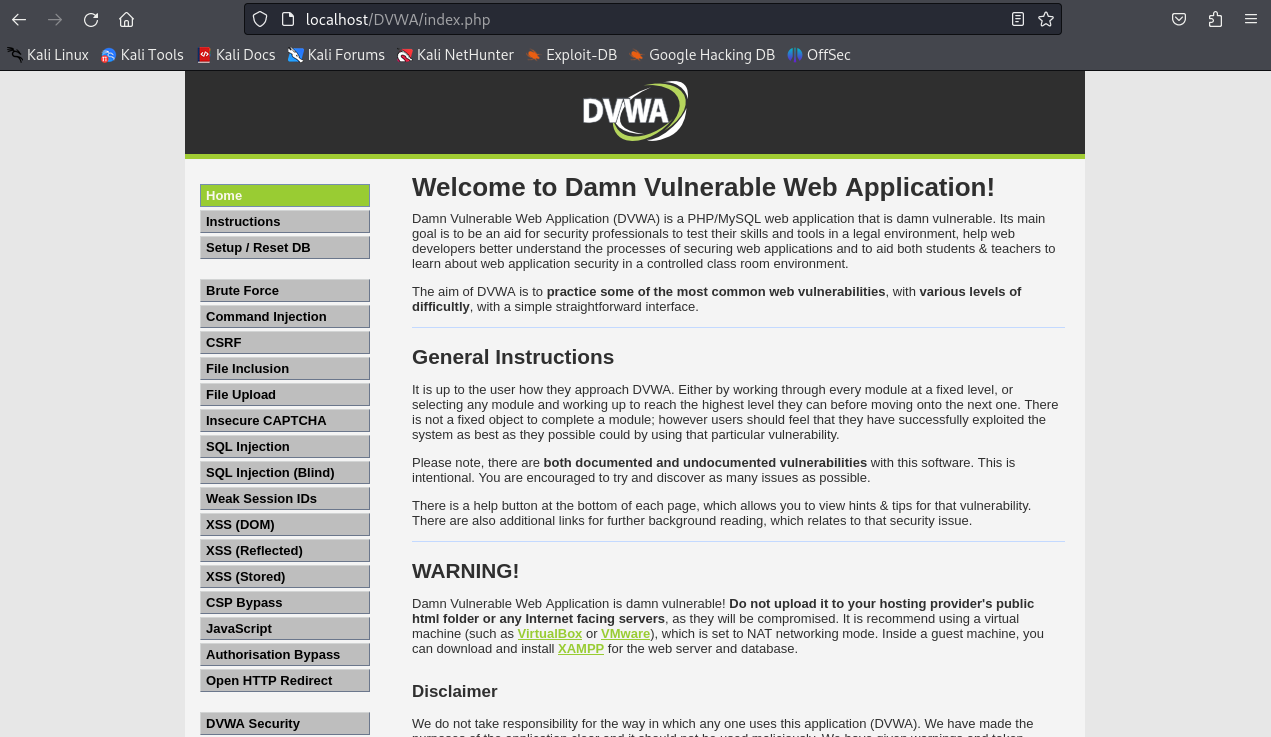 localhost/DVWA/index.php
Kali Linux Kali Tools Kali Docs Kali Forums Kali NetHunter Exploit-DB Google Hacking DB OffSec
DVWA
Home
Instructions
Setup / Reset DB
Brute Force
Command Injection
CSRF
File Inclusion
File Upload
Insecure CAPTCHA
SQL Injection
SQL Injection (Blind)
Weak Session IDs
XSS (DOM)
XSS (Reflected)
XSS (Stored)
CSP Bypass
JavaScript
Authorisation Bypass
Open HTTP Redirect
DVWA Security
Welcome to Damn Vulnerable Web Application!
Damn Vulnerable Web Application (DVWA) is a PHP/MySQL web application that is damn vulnerable. Its main
goal is to be an aid for security professionals to test their skills and tools in a legal environment, help web
developers better understand the processes of securing web applications and to aid both students & teachers to
learn about web application security in a controlled class room environment.
The aim of DVWA is to practice some of the most common web vulnerabilities, with various levels of
difficultly, with a simple straightforward interface.
General Instructions
It is up to the user how they approach DVWA. Either by working through every module at a fixed level, or
selecting any module and working up to reach the highest level they can before moving onto the next one. There
is not a fixed object to complete a module; however users should feel that they have successfully exploited the
system as best as they possible could by using that particular vulnerability.
Please note, there are both documented and undocumented vulnerabilities with this software. This is
intentional. You are encouraged to try and discover as many issues as possible.
There is a help button at the bottom of each page, which allows you to view hints & tips for that vulnerability.
There are also additional links for further background reading, which relates to that security issue.
WARNING!
Damn Vulnerable Web Application is damn vulnerable! Do not upload it to your hosting provider's public
html folder or any Internet facing servers, as they will be compromised. It is recommend using a virtual
machine (such as VirtualBox or VMware), which is set to NAT networking mode. Inside a guest machine, you
can download and install XAMPP for the web server and database.
Disclaimer
We do not take responsibility for the way in which any one uses this application (DVWA). We have made the
purposes of the application clear and it should not be used maliciously. We have given warnings and taken